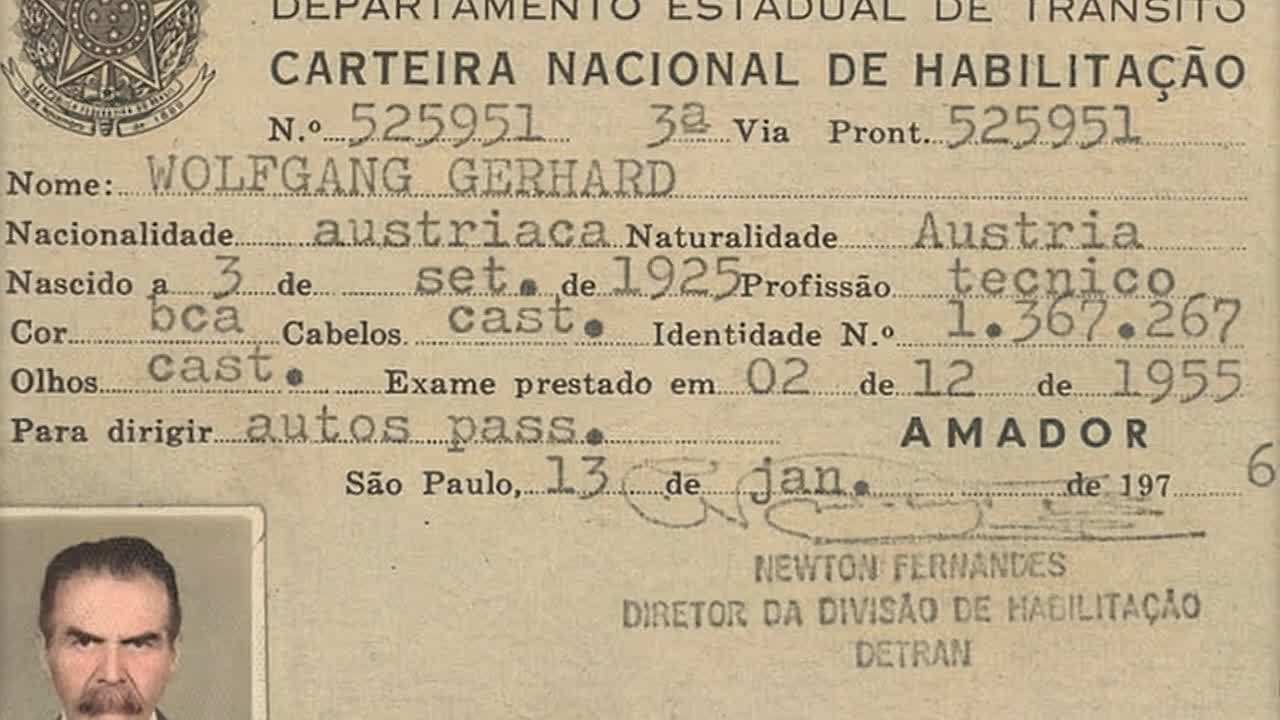 DEPARTAMENTO ESTADUAL DE TRÂNSITO
CARTEIRA NACIONAL DE HABILITAÇÃO
N.º 525951 3ª Via Pront. 525951
Nome: WOLFGANG GERHARD
Nacionalidade austriaca Naturalidade Austria
Nascido a 3 de set. de 1925 Profissão tecnico
Cor bca Cabelos cast. Identidade N.º 1.367.267
Olhos cast. Exame prestado em 02 de 12 de 1955
Para dirigir autos pass. AMADOR
São Paulo, 13 de jan. de 1976
NEWTON FERNANDES
DIRETOR DA DIVISÃO DE HABILITAÇÃO
DETRAN